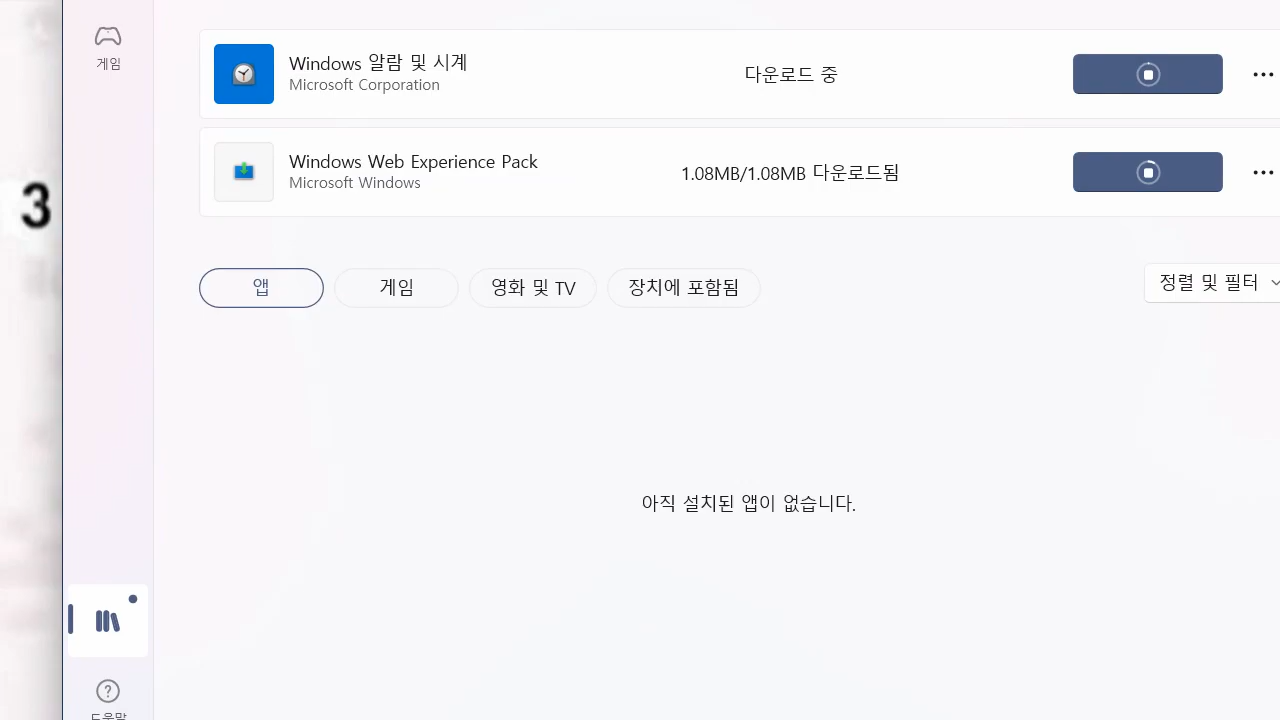 게임
Windows 알람 및 시계
Microsoft Corporation
다운로드 중
Windows Web Experience Pack
Microsoft Windows
1.08MB/1.08MB 다운로드됨
3
앱
게임
영화 및 TV
장치에 포함됨
정렬 및 필터
아직 설치된 앱이 없습니다.
도움말